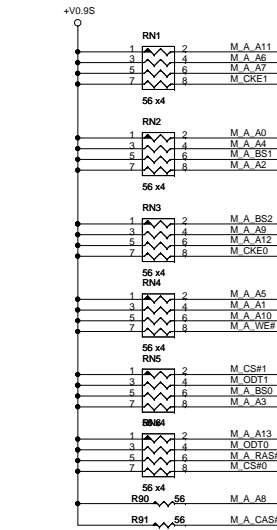 +V0.9S
RN1
1 2 M_A_A11
3 4 M_A_A6
5 6 M_A_A7
7 8 M_CKE1
56 x4
RN2
1 2 M_A_A0
3 4 M_A_A4
5 6 M_A_BS1
7 8 M_A_A2
56 x4
RN3
1 2 M_A_BS2
3 4 M_A_A9
5 6 M_A_A12
7 8 M_CKE0
56 x4
RN4
1 2 M_A_A5
3 4 M_A_A1
5 6 M_A_A10
7 8 M_A_WE#
56 x4
RN5
1 2 M_CS#1
3 4 M_ODT1
5 6 M_A_BS0
7 8 M_A_A3
1 2 M_A_A13
3 4 M_ODT0
5 6 M_A_RAS#
7 8 M_CS#0
56 x4
R90 56 M_A_A8
R91 56 M_A_CAS#